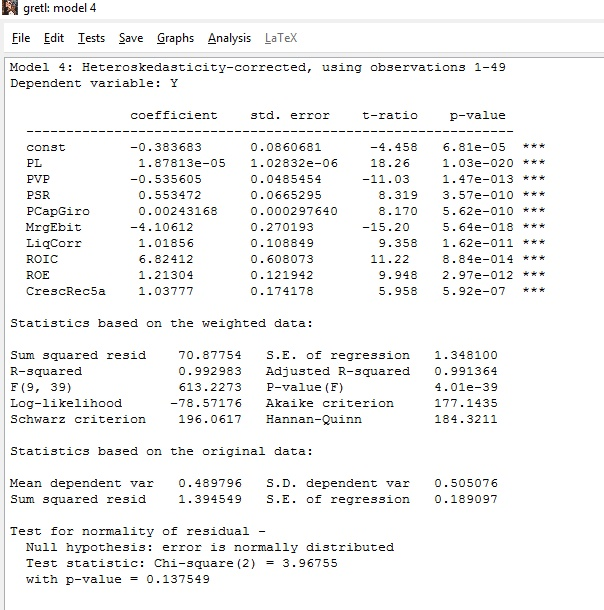 gretl: model 4
File Edit Tests Save Graphs Analysis LaTeX
Model 4: Heteroskedasticity-corrected, using observations 1-49
Dependent variable: Y
coefficient std. error t-ratio p-value
const -0.383683 0.0860681 -4.458 6.81e-05 ***
PL 1.87813e-05 1.02832e-06 18.26 1.03e-020 ***
PVP -0.535605 0.0485454 -11.03 1.47e-013 ***
PSR 0.553472 0.0665295 8.319 3.57e-010 ***
PCapGiro 0.00243168 0.000297640 8.170 5.62e-010 ***
MrgEbit -4.10612 0.270193 -15.20 5.64e-018 ***
LiqCorr 1.01856 0.108849 9.358 1.62e-011 ***
ROIC 6.82412 0.608073 11.22 8.84e-014 ***
ROE 1.21304 0.121942 9.948 2.97e-012 ***
CrescRec5a 1.03777 0.174178 5.958 5.92e-07 ***
Statistics based on the weighted data:
Sum squared resid 70.87754 S.E. of regression 1.348100
R-squared 0.992983 Adjusted R-squared 0.991364
F(9, 39) 613.2273 P-value(F) 4.01e-39
Log-likelihood -78.57176 Akaike criterion 177.1435
Schwarz criterion 196.0617 Hannan-Quinn 184.3211
Statistics based on the original data:
Mean dependent var 0.489796 S.D. dependent var 0.505076
Sum squared resid 1.394549 S.E. of regression 0.189097
Test for normality of residual -
Null hypothesis: error is normally distributed
Test statistic: Chi-square(2) = 3.96755
with p-value = 0.137549